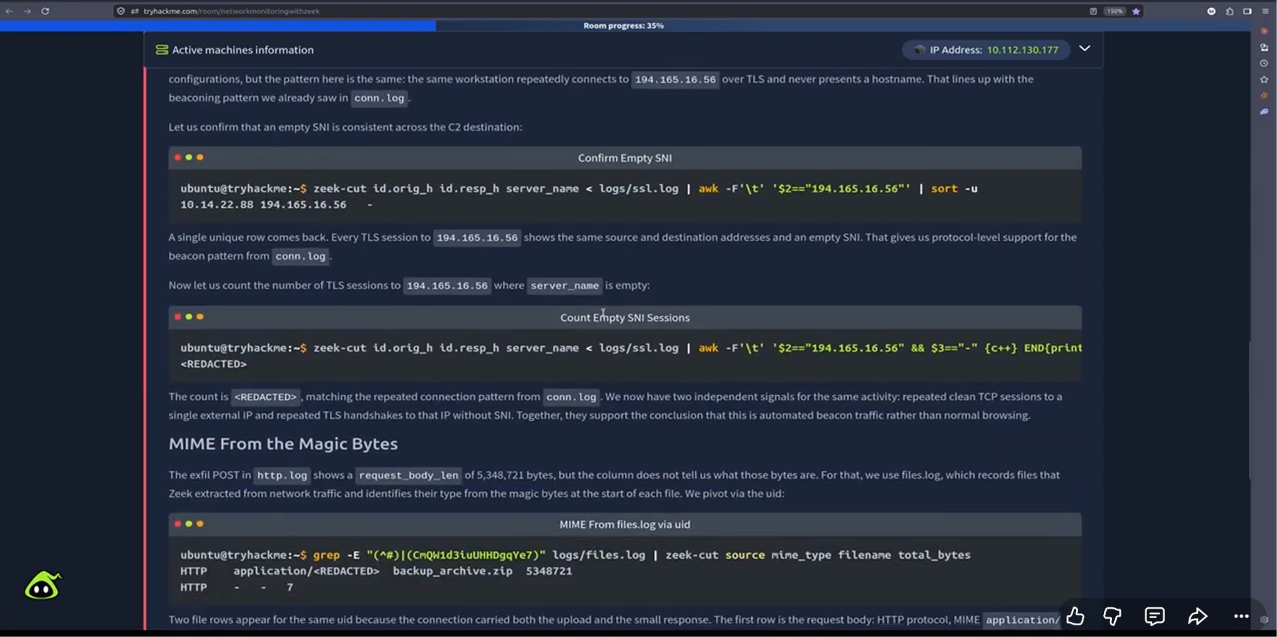 tryhackme.com/room/networkmonitoringwithzeek
150%
Room progress: 35%
Active machines information
IP Address: 10.112.130.177
configurations, but the pattern here is the same: the same workstation repeatedly connects to 194.165.16.56 over TLS and never presents a hostname. That lines up with the
beaconing pattern we already saw in conn.log.
Let us confirm that an empty SNI is consistent across the C2 destination:
Confirm Empty SNI
ubuntu@tryhackme:~$ zeek-cut id.orig_h id.resp_h server_name < logs/ssl.log | awk -F'\t' '$2=="194.165.16.56"' | sort -u
10.14.22.88 194.165.16.56 -
A single unique row comes back. Every TLS session to 194.165.16.56 shows the same source and destination addresses and an empty SNI. That gives us protocol-level support for the
beacon pattern from conn.log.
Now let us count the number of TLS sessions to 194.165.16.56 where server_name is empty:
Count Empty SNI Sessions
ubuntu@tryhackme:~$ zeek-cut id.orig_h id.resp_h server_name < logs/ssl.log | awk -F'\t' '$2=="194.165.16.56" && $3=="-" {c++} END{print
<REDACTED>
The count is <REDACTED>, matching the repeated connection pattern from conn.log. We now have two independent signals for the same activity: repeated clean TCP sessions to a
single external IP and repeated TLS handshakes to that IP without SNI. Together, they support the conclusion that this is automated beacon traffic rather than normal browsing.
MIME From the Magic Bytes
The exfil POST in http.log shows a request_body_len of 5,348,721 bytes, but the column does not tell us what those bytes are. For that, we use files.log, which records files that
Zeek extracted from network traffic and identifies their type from the magic bytes at the start of each file. We pivot via the uid:
MIME From files.log via uid
ubuntu@tryhackme:~$ grep -E "(^#)|(CmQW1d3iuUHHDgqYe7)" logs/files.log | zeek-cut source mime_type filename total_bytes
HTTP application/<REDACTED> backup_archive.zip 5348721
HTTP - - 7
Two file rows appear for the same uid because the connection carried both the upload and the small response. The first row is the request body: HTTP protocol, MIME application/